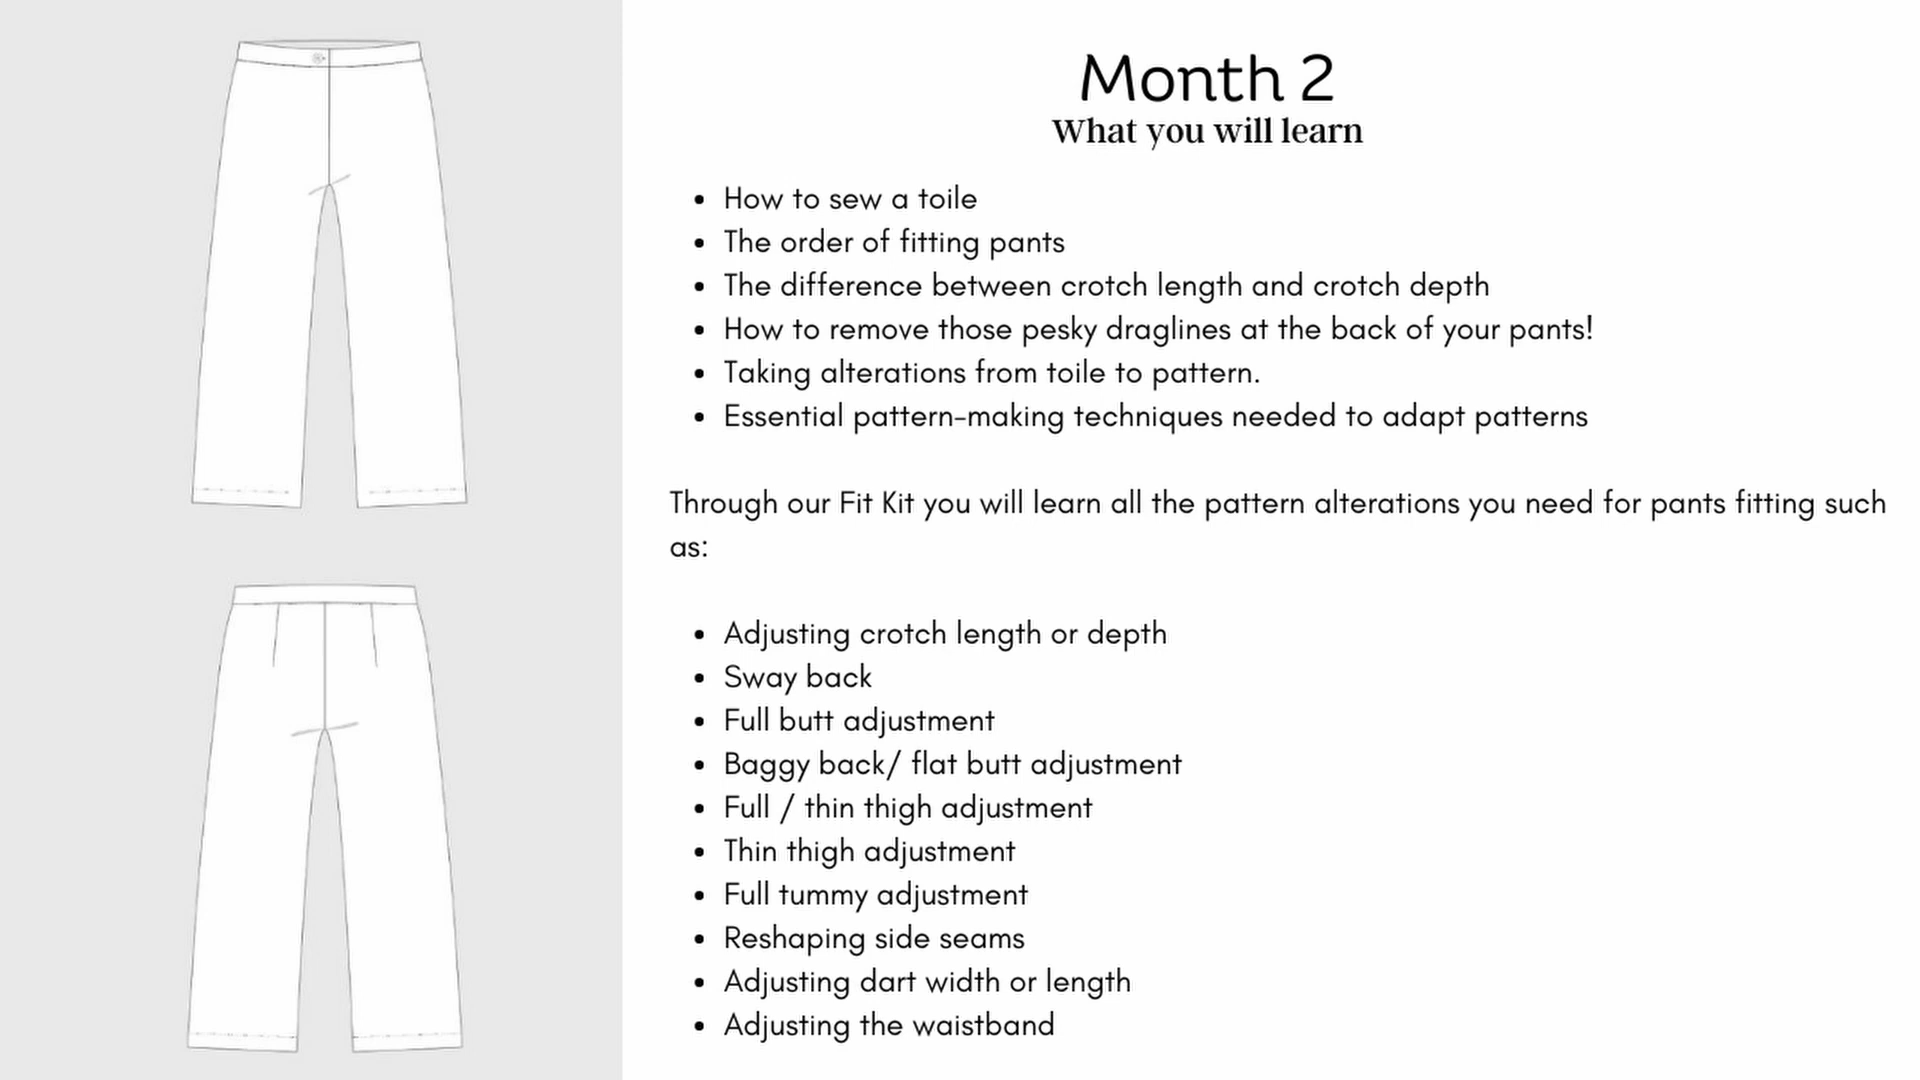 Month 2
What you will learn
• How to sew a toile
• The order of fitting pants
• The difference between crotch length and crotch depth
• How to remove those pesky draglines at the back of your pants!
• Taking alterations from toile to pattern.
• Essential pattern-making techniques needed to adapt patterns
Through our Fit Kit you will learn all the pattern alterations you need for pants fitting such
as:
• Adjusting crotch length or depth
• Sway back
• Full butt adjustment
• Baggy back/ flat butt adjustment
• Full / thin thigh adjustment
• Thin thigh adjustment
• Full tummy adjustment
• Reshaping side seams
• Adjusting dart width or length
• Adjusting the waistband